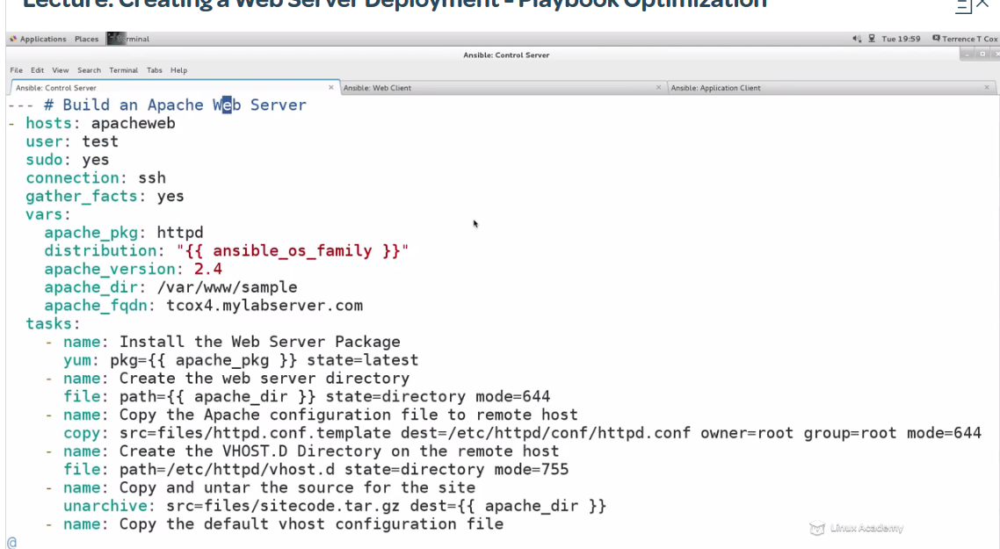 Lecture: Creating a Web Server Deployment - Playbook Optimization
Applications Places Terminal Tue 19:59 Terrence T Cox
Ansible: Control Server
File Edit View Search Terminal Tabs Help
Ansible: Control Server × Ansible: Web Client × Ansible: Application Client ×
--- # Build an Apache Web Server
- hosts: apacheweb
  user: test
  sudo: yes
  connection: ssh
  gather_facts: yes
  vars:
    apache_pkg: httpd
    distribution: "{{ ansible_os_family }}"
    apache_version: 2.4
    apache_dir: /var/www/sample
    apache_fqdn: tcox4.mylabserver.com
  tasks:
    - name: Install the Web Server Package
      yum: pkg={{ apache_pkg }} state=latest
    - name: Create the web server directory
      file: path={{ apache_dir }} state=directory mode=644
    - name: Copy the Apache configuration file to remote host
      copy: src=files/httpd.conf.template dest=/etc/httpd/conf/httpd.conf owner=root group=root mode=644
    - name: Create the VHOST.D Directory on the remote host
      file: path=/etc/httpd/vhost.d state=directory mode=755
    - name: Copy and untar the source for the site
      unarchive: src=files/sitecode.tar.gz dest={{ apache_dir }}
    - name: Copy the default vhost configuration file
@
Linux Academy